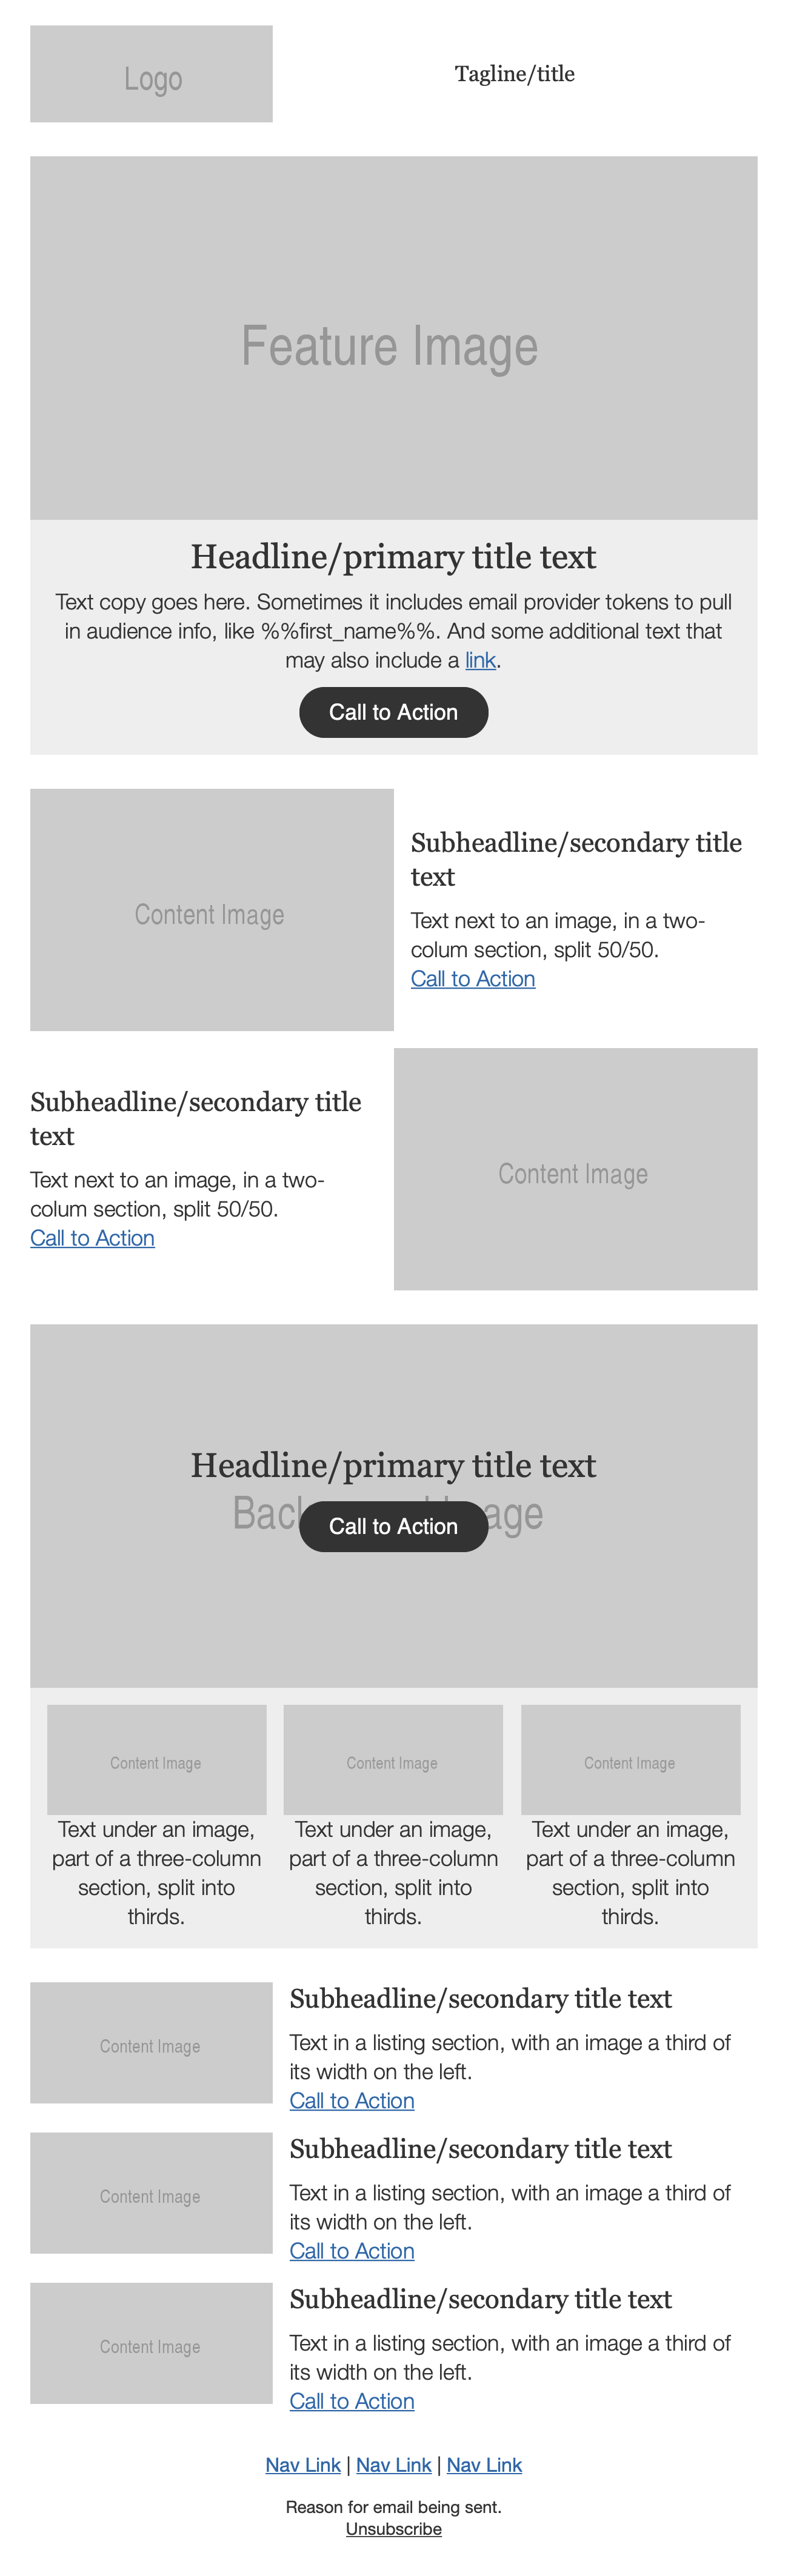 Logo
Tagline/title
Feature Image
Headline/primary title text
Text copy goes here. Sometimes it includes email provider tokens to pull
in audience info, like %%first_name%%. And some additional text that
may also include a link.
Call to Action
Content Image
Subheadline/secondary title
text
Text next to an image, in a two-
colum section, split 50/50.
Call to Action
Subheadline/secondary title
text
Text next to an image, in a two-
colum section, split 50/50.
Call to Action
Content Image
Headline/primary title text
Call to Action
Content Image
Text under an image,
part of a three-column
section, split into
thirds.
Content Image
Text under an image,
part of a three-column
section, split into
thirds.
Content Image
Text under an image,
part of a three-column
section, split into
thirds.
Content Image
Subheadline/secondary title text
Text in a listing section, with an image a third of
its width on the left.
Call to Action
Content Image
Subheadline/secondary title text
Text in a listing section, with an image a third of
its width on the left.
Call to Action
Content Image
Subheadline/secondary title text
Text in a listing section, with an image a third of
its width on the left.
Call to Action
Nav Link | Nav Link | Nav Link
Reason for email being sent.
Unsubscribe